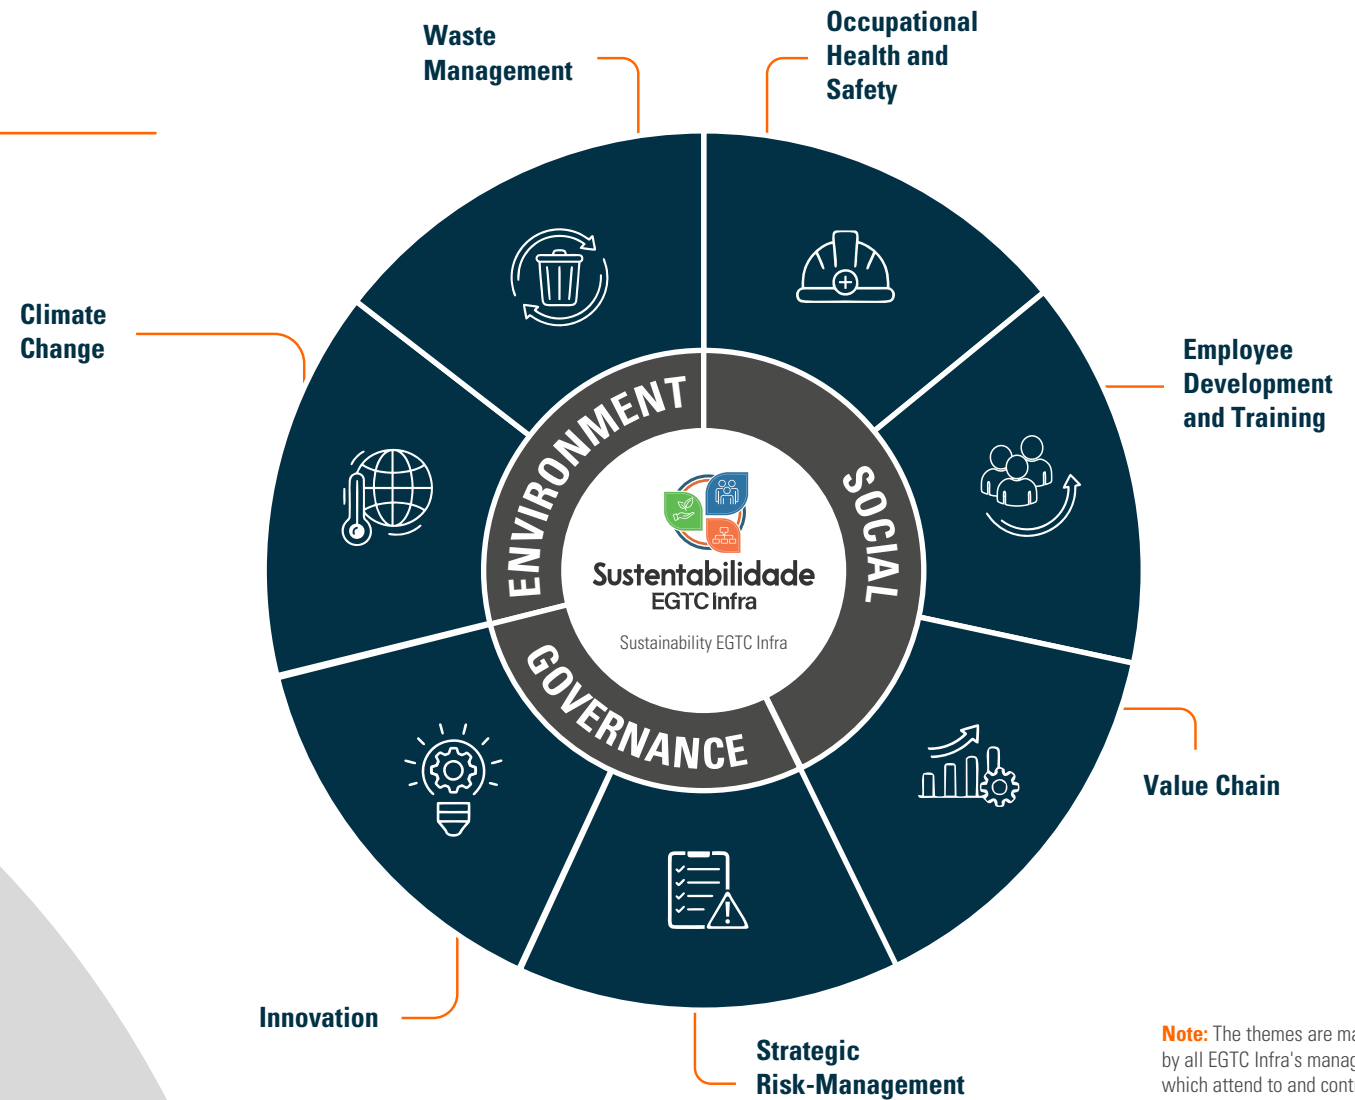 Waste
Management
Occupational
Health and
Safety
Climate
Change
Employee
Development
and Training
ENVIRONMENT
SOCIAL
GOVERNANCE
Sustentabilidade
EGTC Infra
Sustainability EGTC Infra
Value Chain
Innovation
Strategic
Risk-Management
Note: The themes are
by all EGTC Infra's
which attend to and